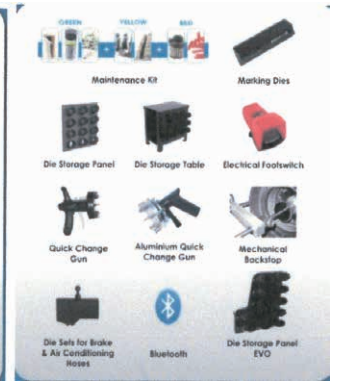 GREEN YELLOW RED
Maintenance Kit
Marking Dies
Die Storage Panel
Die Storage Table
Electrical Footswitch
Quick Change
Gun
Aluminium Quick
Change Gun
Mechanical
Backstop
Die Sets for Brake
& Air Conditioning
Hoses
Bluetooth
Die Storage Panel
EVO